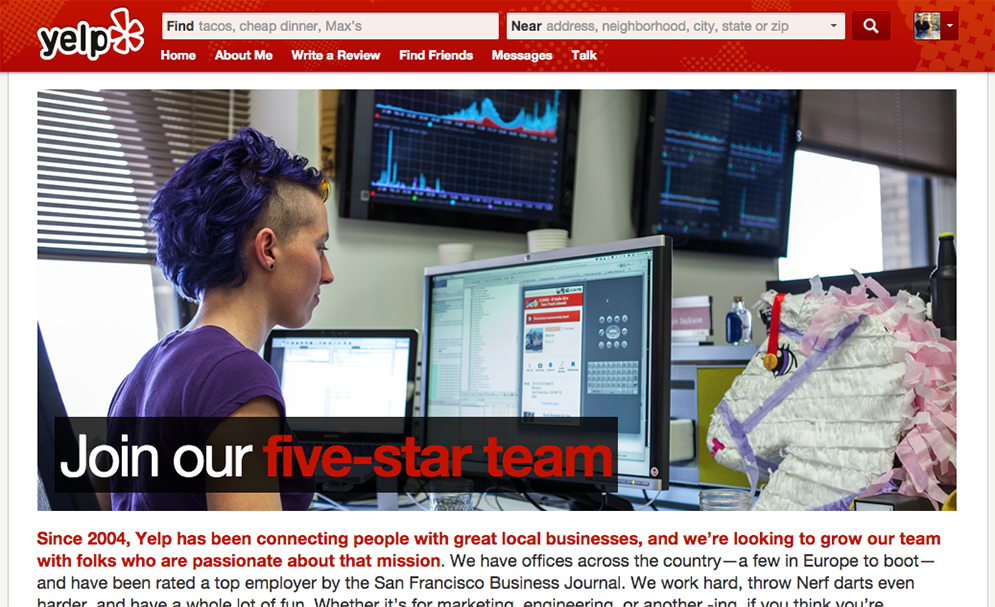 yelp
Find tacos, cheap dinner, Max's
Near address, neighborhood, city, state or zip
Home About Me Write a Review Find Friends Messages Talk
Join our five-star team
Since 2004, Yelp has been connecting people with great local businesses, and we're looking to grow our team
with folks who are passionate about that mission. We have offices across the country—a few in Europe to boot—
and have been rated a top employer by the San Francisco Business Journal. We work hard, throw Nerf darts even
harder, and have a whole lot of fun. Whether it's for marketing, engineering, or another -ing, if you think you're